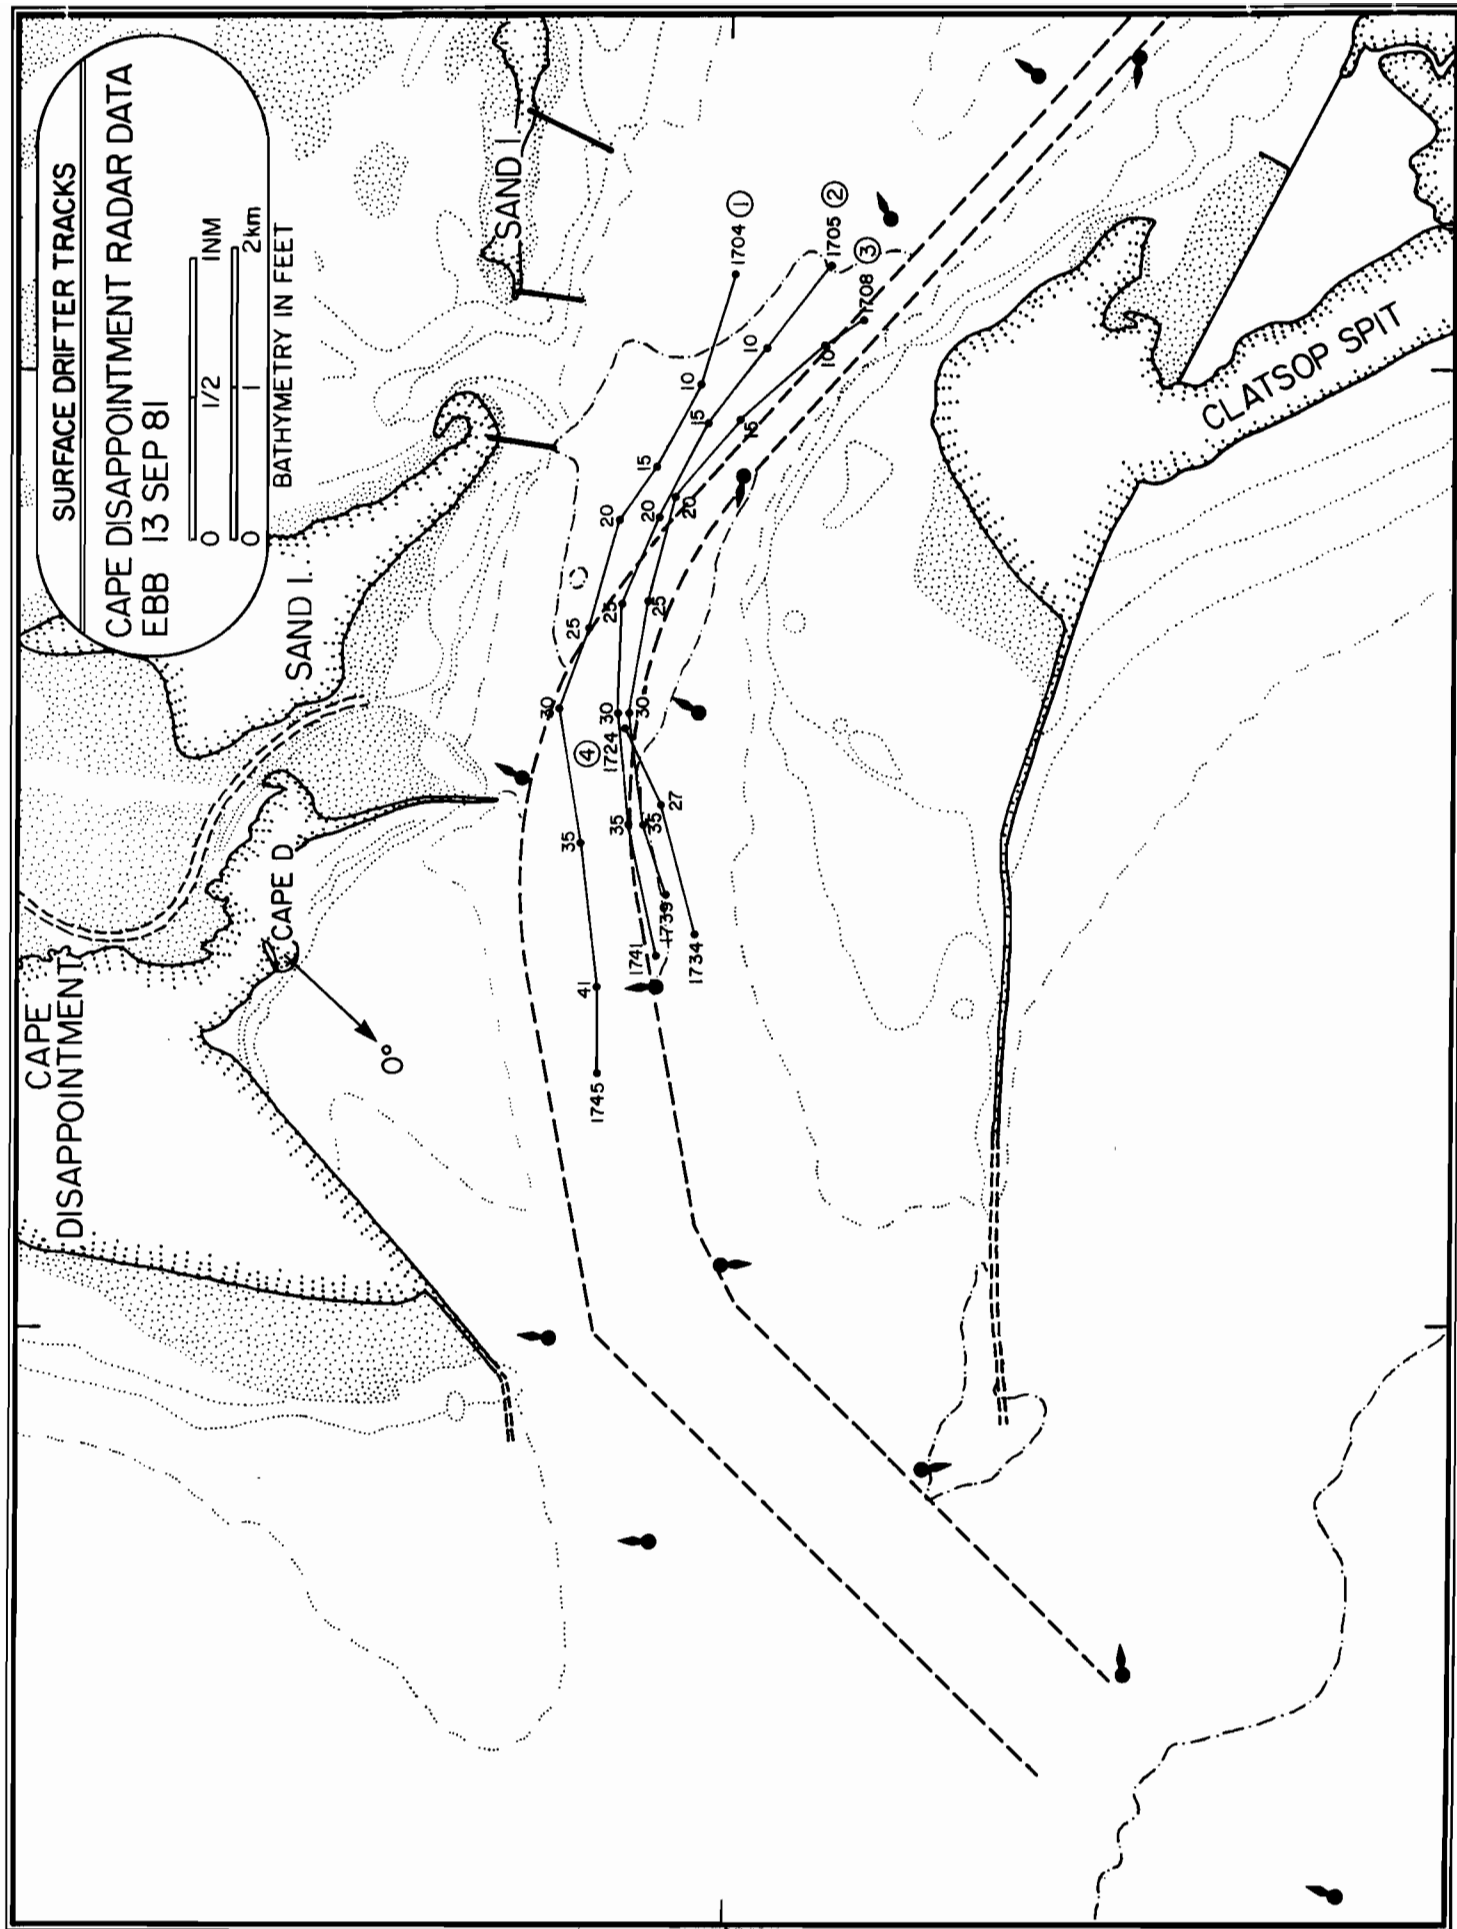 SURFACE DRIFTER TRACKS
CAPE DISAPPOINTMENT RADAR DATA
EBB 13 SEP 81
0 1/2 1NM
0 1 2km
BATHYMETRY IN FEET
CAPE
DISAPPOINTMENT
CAPE D
0°
SAND I.
SAND I.
CLATSOP SPIT
1704 ①
10
15
20
25
30
35
41
1745
1705 ②
10
15
20
25
30
35
1741
1708 ③
10
15
20
25
30
35
1739
④
1724
27
1734